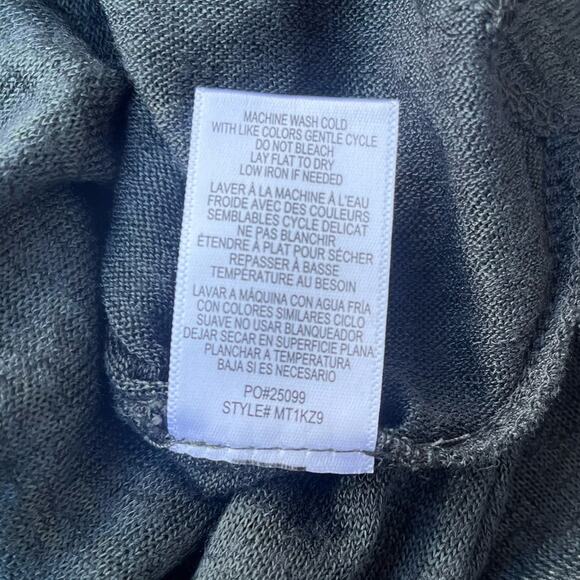 MACHINE WASH COLD
WITH LIKE COLORS GENTLE CYCLE
DO NOT BLEACH
LAY FLAT TO DRY
LOW IRON IF NEEDED
LAVER À LA MACHINE À L'EAU
FROIDE AVEC DES COULEURS
SEMBLABLES CYCLE DELICAT
NE PAS BLANCHIR
ÉTENDRE À PLAT POUR SÉCHER
REPASSER À BASSE
TEMPÉRATURE AU BESOIN
LAVAR A MÁQUINA CON AGUA FRÍA
CON COLORES SIMILARES CICLO
SUAVE NO USAR BLANQUEADOR
DEJAR SECAR EN SUPERFICIE PLANA
PLANCHAR A TEMPERATURA
BAJA SI ES NECESARIO
PO#25099
STYLE# MT1KZ9